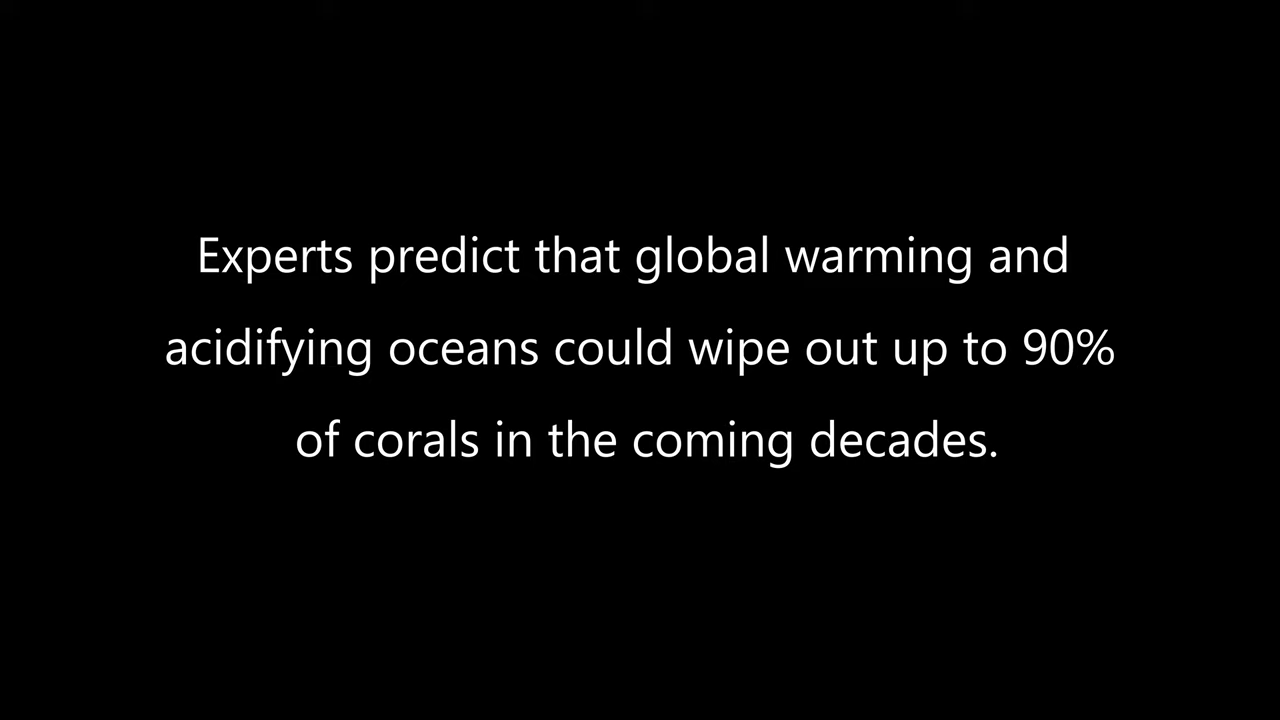 Experts predict that global warming and
acidifying oceans could wipe out up to 90%
of corals in the coming decades.